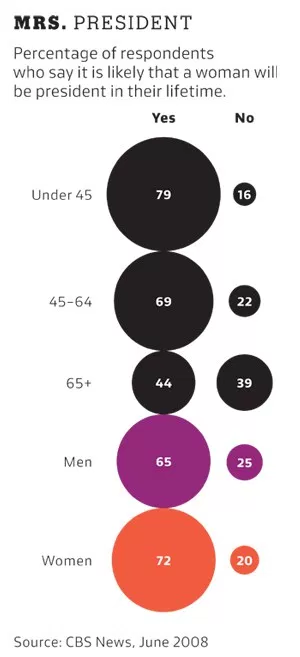 MRS. PRESIDENT
Percentage of respondents
who say it is likely that a woman will
be president in their lifetime.
Yes No
Under 45 79 16
45–64 69 22
65+ 44 39
Men 65 25
Women 72 20
Source: CBS News, June 2008